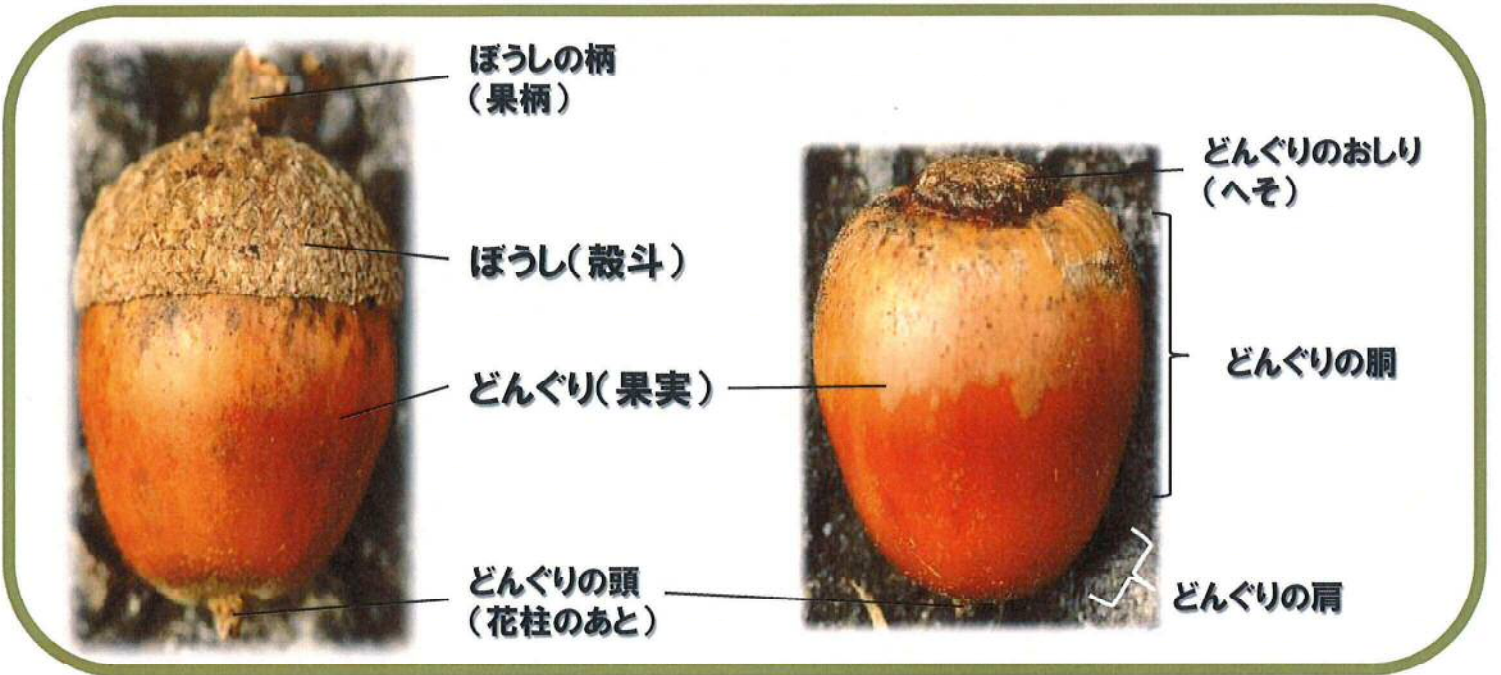 ぼうしの柄
（果柄）
ぼうし（殻斗）
どんぐり（果実）
どんぐりの頭
（花柱のあと）
どんぐりのおしり
（へそ）
どんぐりの胴
どんぐりの肩